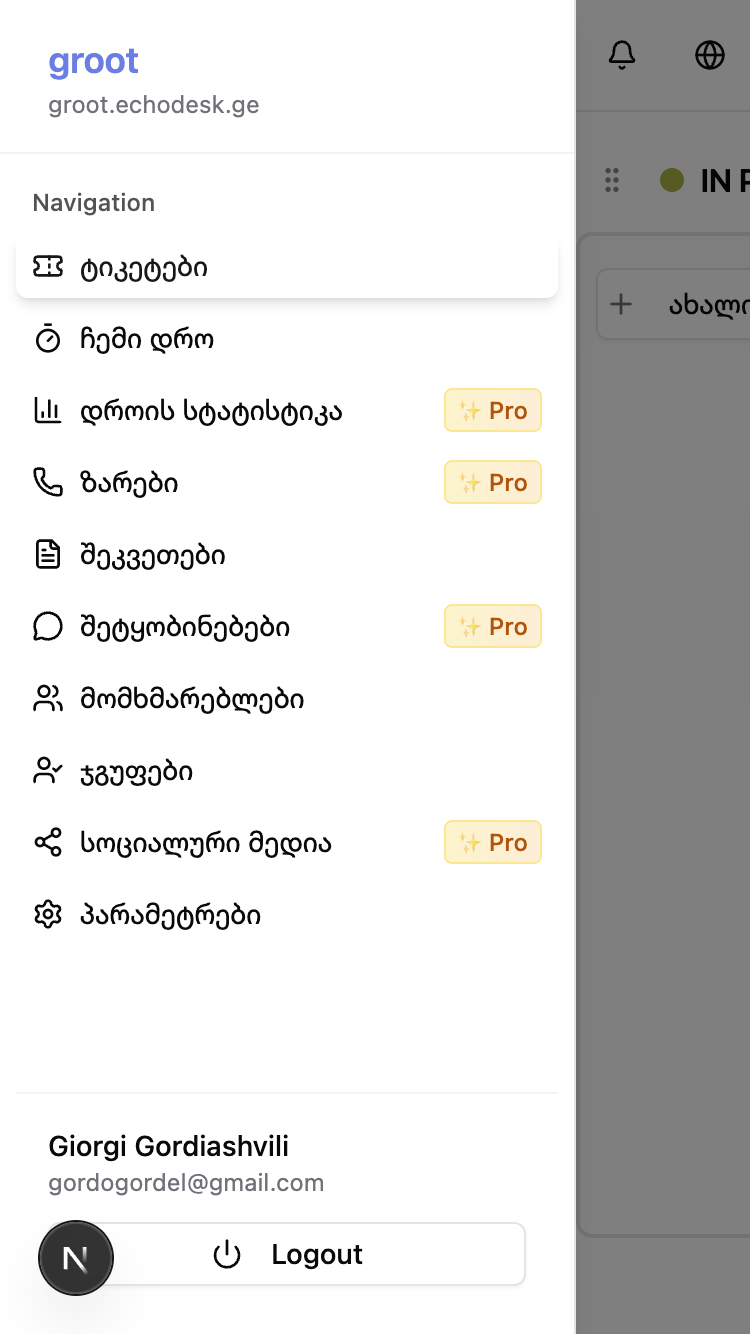 groot
groot.echodesk.ge
Navigation
ტიკეტები
ჩემი დრო
დროის სტატისტიკა
✨ Pro
ზარები
✨ Pro
შეკვეთები
შეტყობინებები
✨ Pro
მომხმარებლები
ჯგუფები
სოციალური მედია
✨ Pro
პარამეტრები
Giorgi Gordiashvili
gordogordel@gmail.com
N
Logout
IN P
+ ახალი